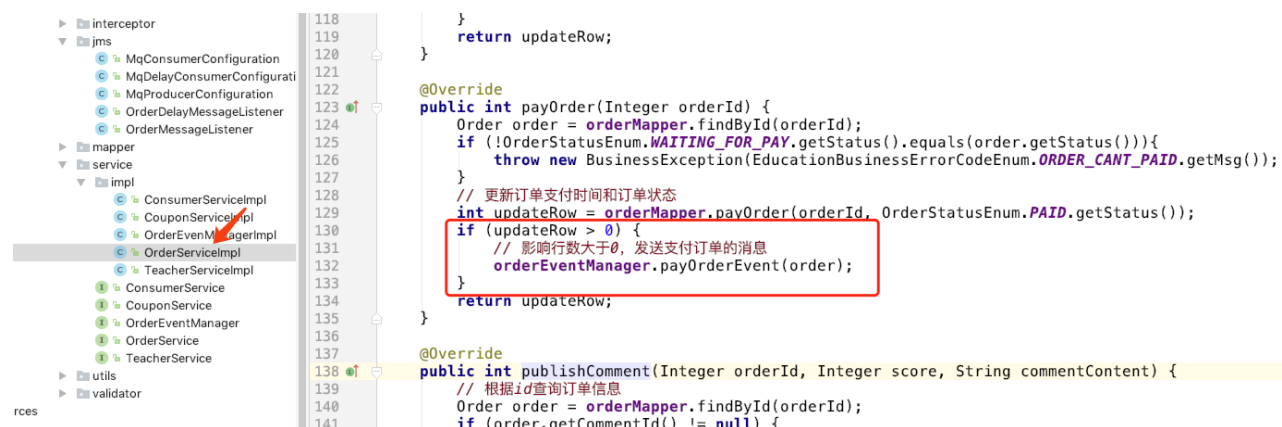 interceptor
jms
MqConsumerConfiguration
MqDelayConsumerConfigurati
MqProducerConfiguration
OrderDelayMessageListener
OrderMessageListener
mapper
service
impl
ConsumerServiceImpl
CouponServiceImpl
OrderEvenManagerImpl
OrderServiceImpl
TeacherServiceImpl
ConsumerService
CouponService
OrderEventManager
OrderService
TeacherService
utils
validator
rces
118 }
119 return updateRow;
120 }
121
122 @Override
123 public int payOrder(Integer orderId) {
124 Order order = orderMapper.findById(orderId);
125 if (!OrderStatusEnum.WAITING_FOR_PAY.getStatus().equals(order.getStatus())){
126 throw new BusinessException(EducationBusinessErrorCodeEnum.ORDER_CANT_PAID.getMsg());
127 }
128 // 更新订单支付时间和订单状态
129 int updateRow = orderMapper.payOrder(orderId, OrderStatusEnum.PAID.getStatus());
130 if (updateRow > 0) {
131 // 影响行数大于0，发送支付订单的消息
132 orderEventManager.payOrderEvent(order);
133 }
134 return updateRow;
135 }
136
137 @Override
138 public int publishComment(Integer orderId, Integer score, String commentContent) {
139 // 根据id查询订单信息
140 Order order = orderMapper.findById(orderId);
141 if (order.getCommentId() != null) {